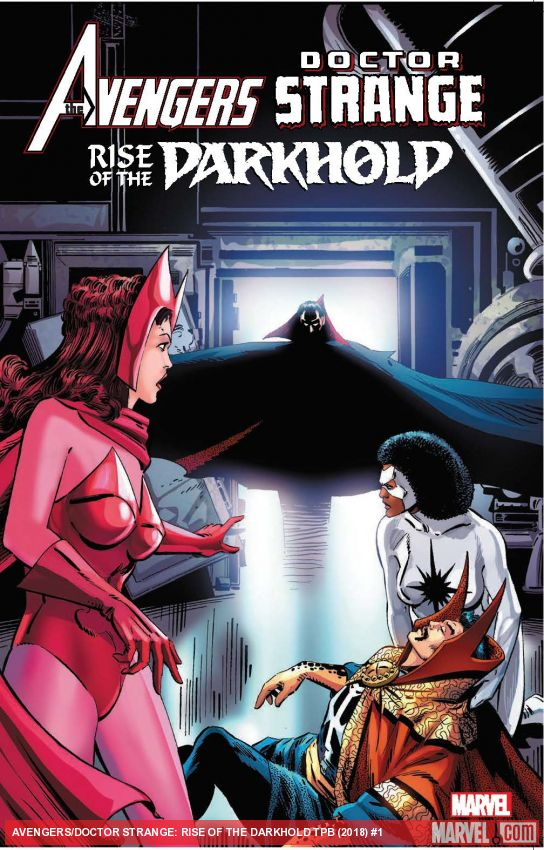 the AVENGERS
DOCTOR
STRANGE
RISE
OF THE
DARKHOLD
MARVEL
AVENGERS/DOCTOR STRANGE: RISE OF THE DARKHOLD TPB (2018) #1
MARVEL.COM